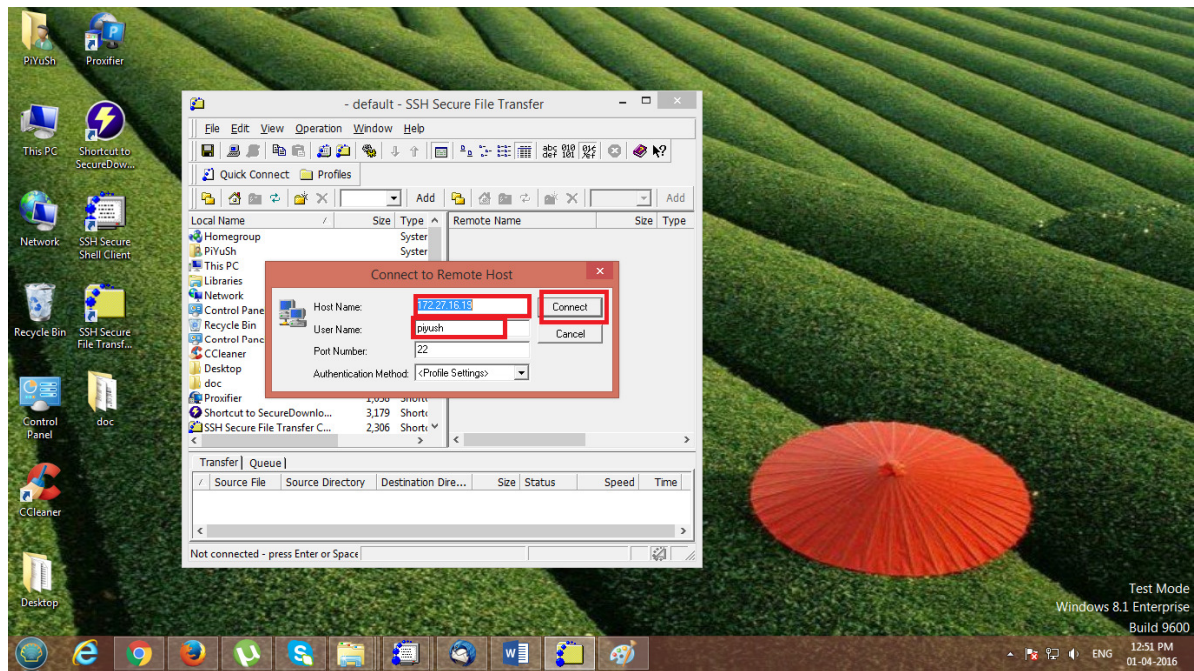 PiYuSh
Proxifier
This PC
Shortcut to
SecureDow...
Network
SSH Secure
Shell Client
Recycle Bin
SSH Secure
File Transf...
Control
Panel
doc
CCleaner
Desktop
- default - SSH Secure File Transfer
File Edit View Operation Window Help
Quick Connect Profiles
Add Add
Local Name / Size Type Remote Name Size Type
Homegroup System
PiYuSh System
This PC
Libraries
Network
Control Pane
Recycle Bin
Control Pane
CCleaner
Desktop
doc
Proxifier
Shortcut to SecureDownlo... 3,179 Shortc
SSH Secure File Transfer C... 2,306 Shortc
Connect to Remote Host
Host Name: 172.27.16.19 Connect
User Name: piyush Cancel
Port Number: 22
Authentication Method: <Profile Settings>
Transfer Queue
/ Source File Source Directory Destination Dire... Size Status Speed Time
Not connected - press Enter or Space
Test Mode
Windows 8.1 Enterprise
Build 9600
ENG 12:51 PM
01-04-2016